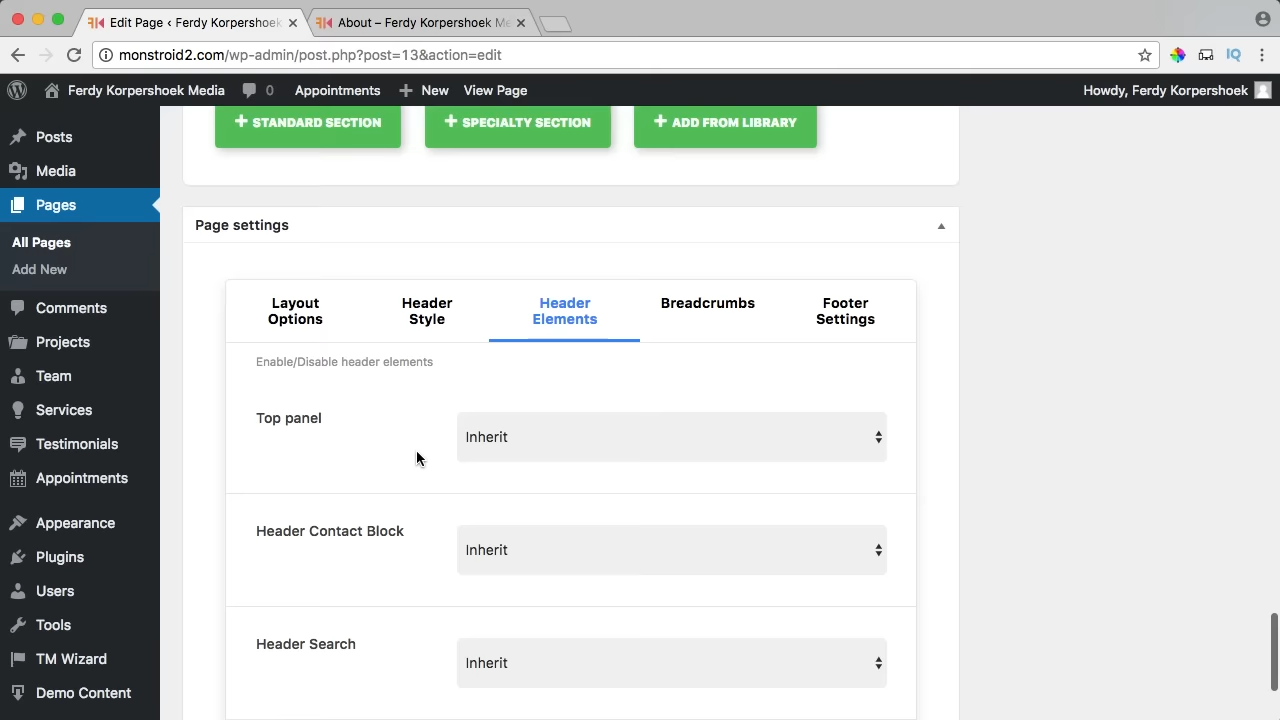 Edit Page ‹ Ferdy Korpershoek
About – Ferdy Korpershoek Me
monstroid2.com/wp-admin/post.php?post=13&action=edit
Ferdy Korpershoek Media
0
Appointments
New
View Page
Howdy, Ferdy Korpershoek
Posts
Media
Pages
All Pages
Add New
Comments
Projects
Team
Services
Testimonials
Appointments
Appearance
Plugins
Users
Tools
TM Wizard
Demo Content
+ STANDARD SECTION
+ SPECIALTY SECTION
+ ADD FROM LIBRARY
Page settings
Layout Options
Header Style
Header Elements
Breadcrumbs
Footer Settings
Enable/Disable header elements
Top panel
Inherit
Header Contact Block
Inherit
Header Search
Inherit